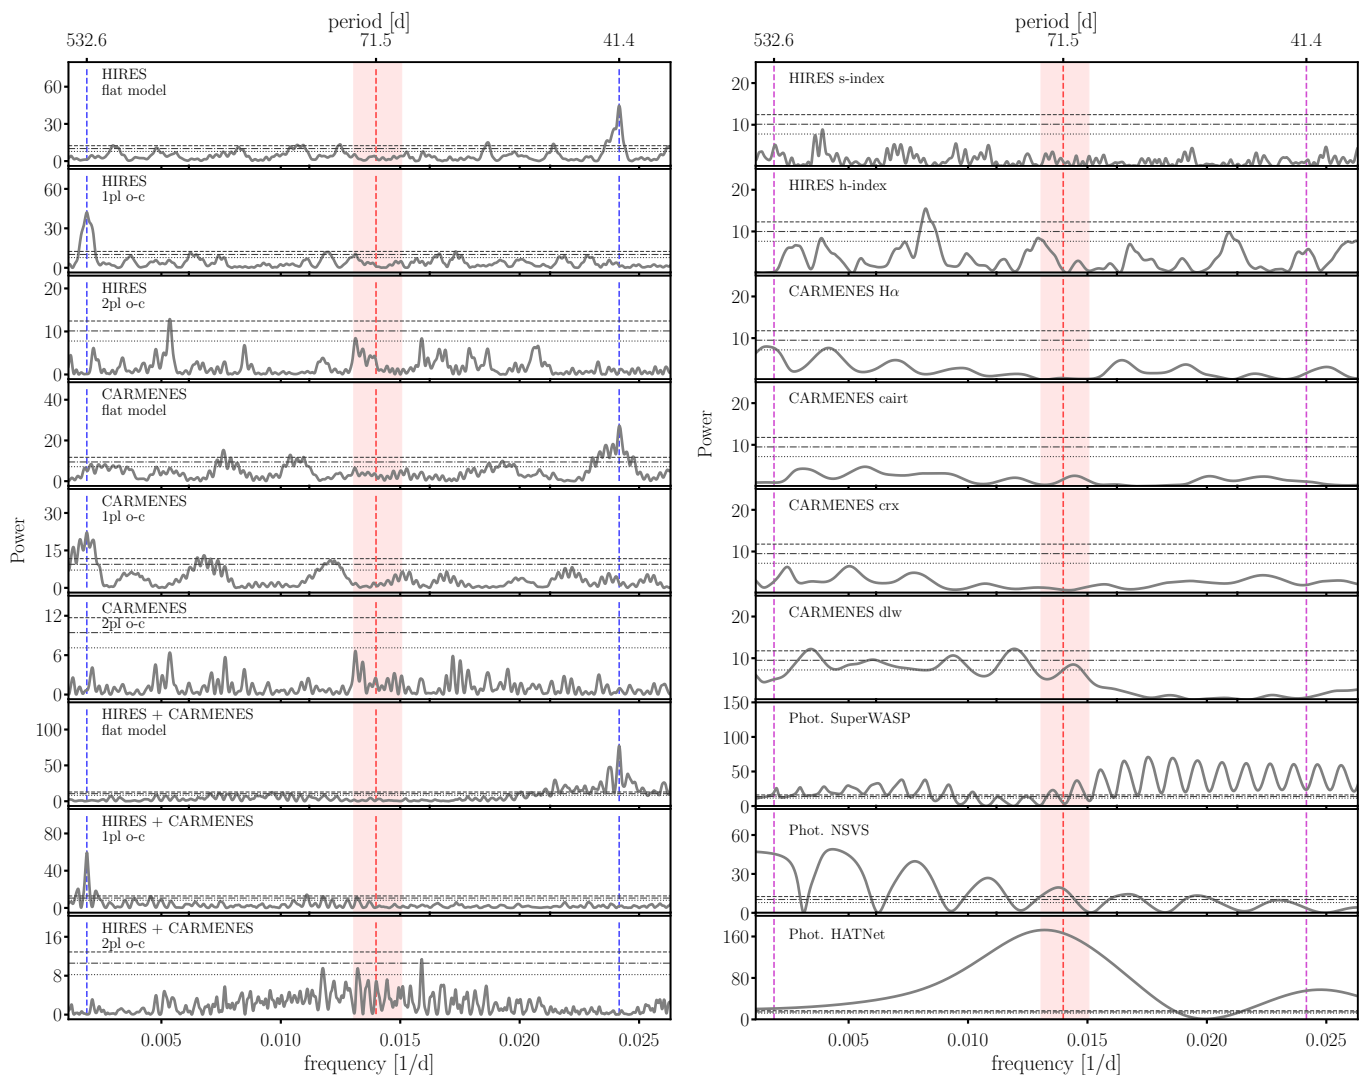 period [d]
532.6 71.5 41.4
HIRES
flat model
60
30
0
HIRES
1pl o-c
60
30
0
HIRES
2pl o-c
20
10
0
CARMENES
flat model
40
20
0
CARMENES
1pl o-c
30
15
0
CARMENES
2pl o-c
12
6
0
HIRES + CARMENES
flat model
100
50
0
HIRES + CARMENES
1pl o-c
80
40
0
HIRES + CARMENES
2pl o-c
16
8
0
Power
0.005 0.010 0.015 0.020 0.025
frequency [1/d]
period [d]
532.6 71.5 41.4
HIRES s-index
20
10
HIRES h-index
20
10
CARMENES Hα
20
10
CARMENES cairt
20
10
CARMENES crx
20
10
CARMENES dlw
20
10
Phot. SuperWASP
150
100
50
0
Phot. NSVS
60
30
0
Phot. HATNet
160
80
0
Power
0.005 0.010 0.015 0.020 0.025
frequency [1/d]